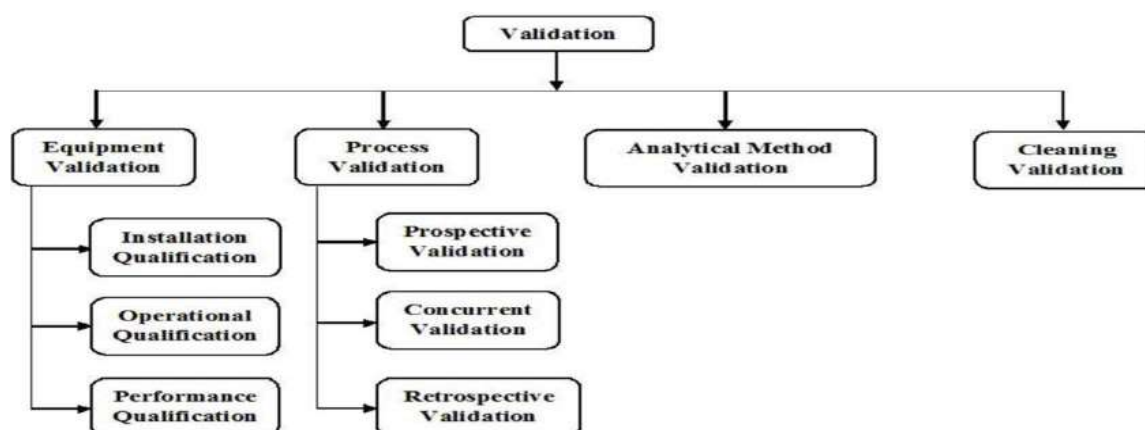 Validation
Equipment
Validation
Process
Validation
Analytical Method
Validation
Cleaning
Validation
Installation
Qualification
Operational
Qualification
Performance
Qualification
Prospective
Validation
Concurrent
Validation
Retrospective
Validation